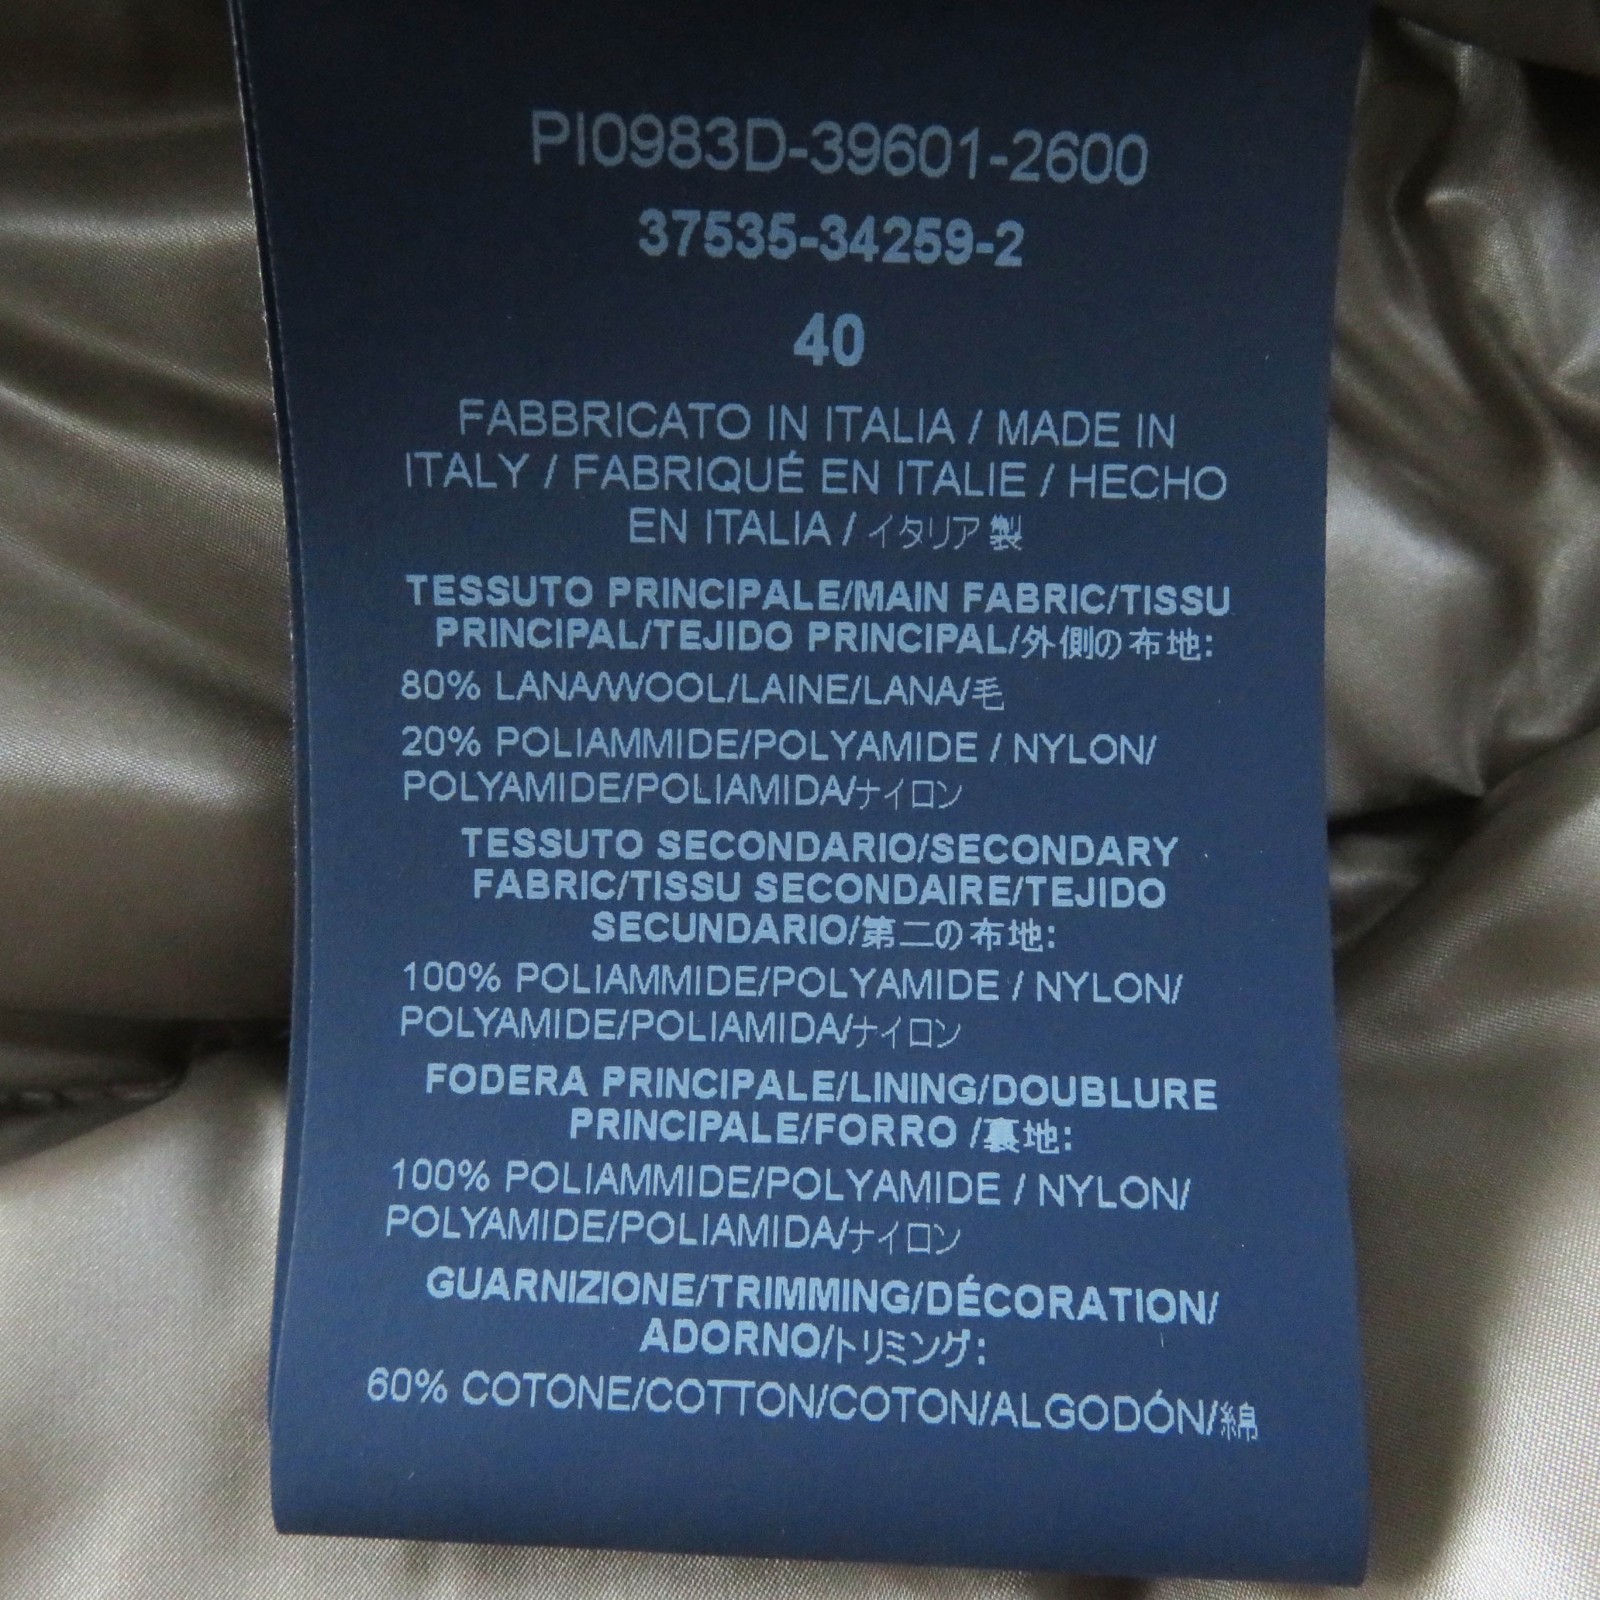 PI0983D-39601-2600
37535-34259-2
40
FABBRICATO IN ITALIA / MADE IN
ITALY / FABRIQUÉ EN ITALIE / HECHO
EN ITALIA / イタリア製
TESSUTO PRINCIPALE/MAIN FABRIC/TISSU
PRINCIPAL/TEJIDO PRINCIPAL/外側の布地:
80% LANA/WOOL/LAINE/LANA/毛
20% POLIAMMIDE/POLYAMIDE / NYLON/
POLYAMIDE/POLIAMIDA/ナイロン
TESSUTO SECONDARIO/SECONDARY
FABRIC/TISSU SECONDAIRE/TEJIDO
SECUNDARIO/第二の布地:
100% POLIAMMIDE/POLYAMIDE / NYLON/
POLYAMIDE/POLIAMIDA/ナイロン
FODERA PRINCIPALE/LINING/DOUBLURE
PRINCIPALE/FORRO /裏地:
100% POLIAMMIDE/POLYAMIDE / NYLON/
POLYAMIDE/POLIAMIDA/ナイロン
GUARNIZIONE/TRIMMING/DÉCORATION/
ADORNO/トリミング:
60% COTONE/COTTON/COTON/ALGODÓN/綿